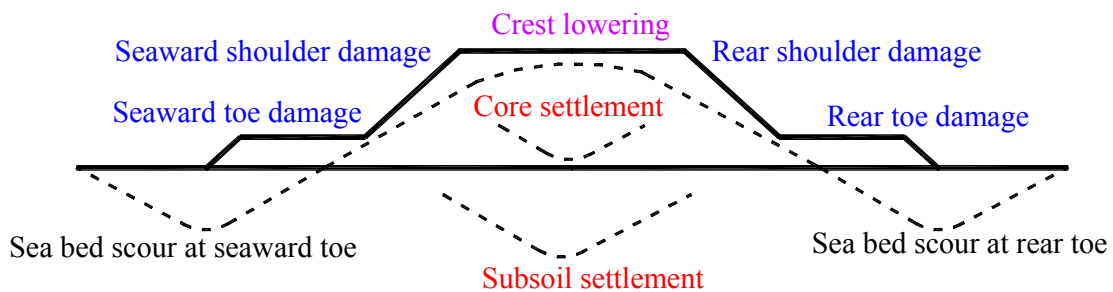 Crest lowering
Seaward shoulder damage
Rear shoulder damage
Seaward toe damage
Core settlement
Rear toe damage
Sea bed scour at seaward toe
Sea bed scour at rear toe
Subsoil settlement